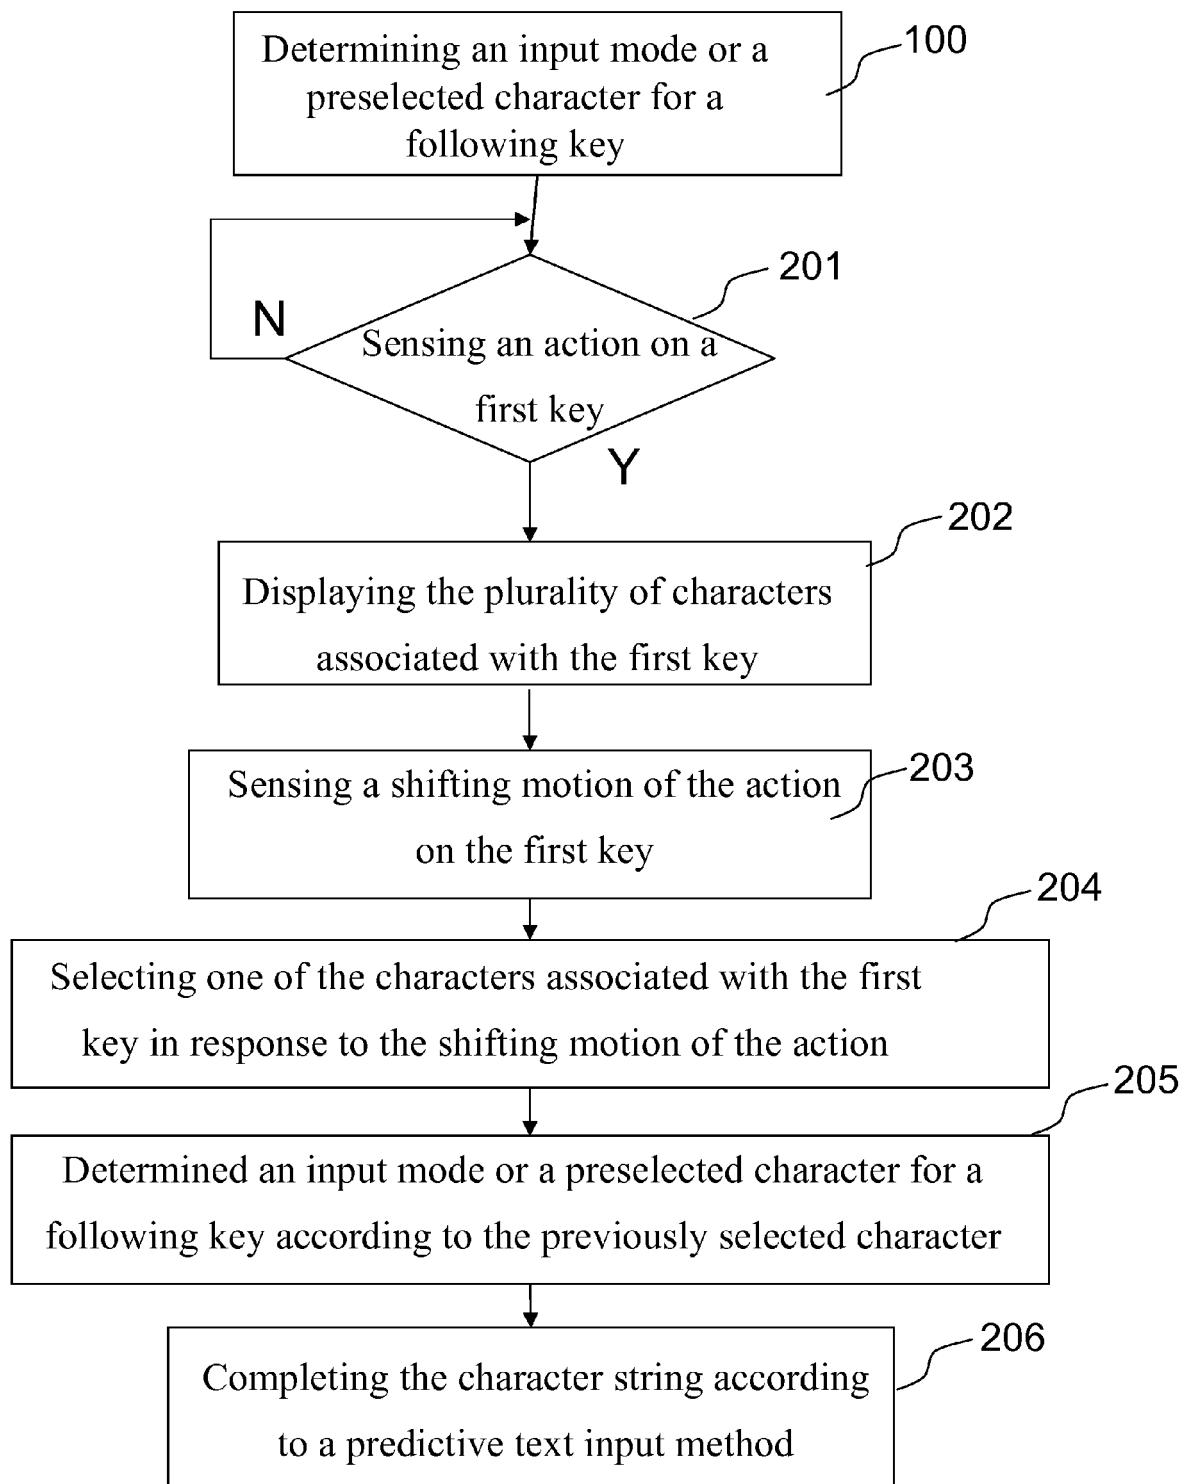 Determining an input mode or a
preselected character for a
following key
100
201
N
Sensing an action on a
first key
Y
202
Displaying the plurality of characters
associated with the first key
203
Sensing a shifting motion of the action
on the first key
204
Selecting one of the characters associated with the first
key in response to the shifting motion of the action
205
Determined an input mode or a preselected character for a
following key according to the previously selected character
206
Completing the character string according
to a predictive text input method